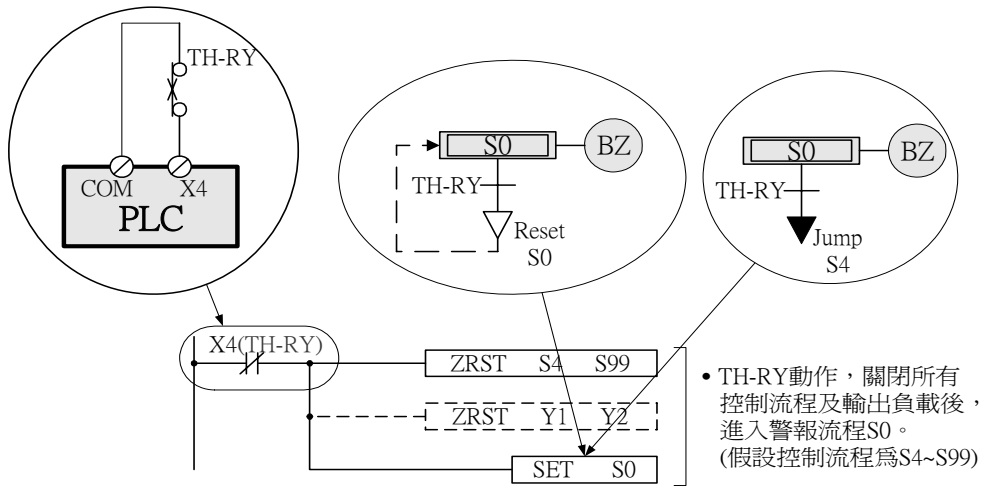 TH-RY
COM X4
PLC
S0 BZ
TH-RY
Reset
S0
S0 BZ
TH-RY
Jump
S4
X4(TH-RY)
ZRST S4 S99
ZRST Y1 Y2
SET S0
• TH-RY動作，關閉所有
控制流程及輸出負載後，
進入警報流程S0。
(假設控制流程爲S4~S99)